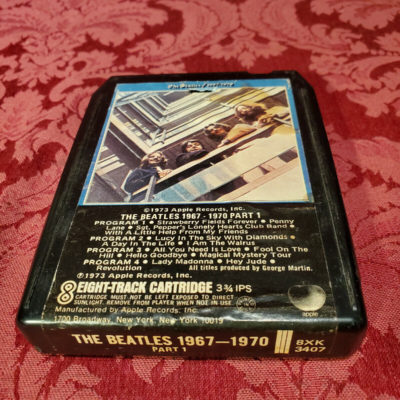 ©1973 Apple Records, Inc.
THE BEATLES 1967-1970 PART 1
PROGRAM 1 • Strawberry Fields Forever • Penny
Lane • Sgt. Pepper's Lonely Hearts Club Band •
With A Little Help From My Friends
PROGRAM 2 • Lucy In The Sky With Diamonds •
A Day In The Life • I Am The Walrus
PROGRAM 3 • All You Need Is Love • Fool On The
Hill • Hello Goodbye • Magical Mystery Tour
PROGRAM 4 • Lady Madonna • Hey Jude •
Revolution All titles produced by George Martin.
℗1973 Apple Records, Inc.
8 EIGHT-TRACK CARTRIDGE 3¾ IPS
CARTRIDGE MUST NOT BE LEFT EXPOSED TO DIRECT
SUNLIGHT. REMOVE FROM PLAYER WHEN NOT IN USE.
Manufactured by Apple Records, Inc.
1700 Broadway, New York, New York 10019
THE BEATLES 1967—1970
PART 1
8XK
3407